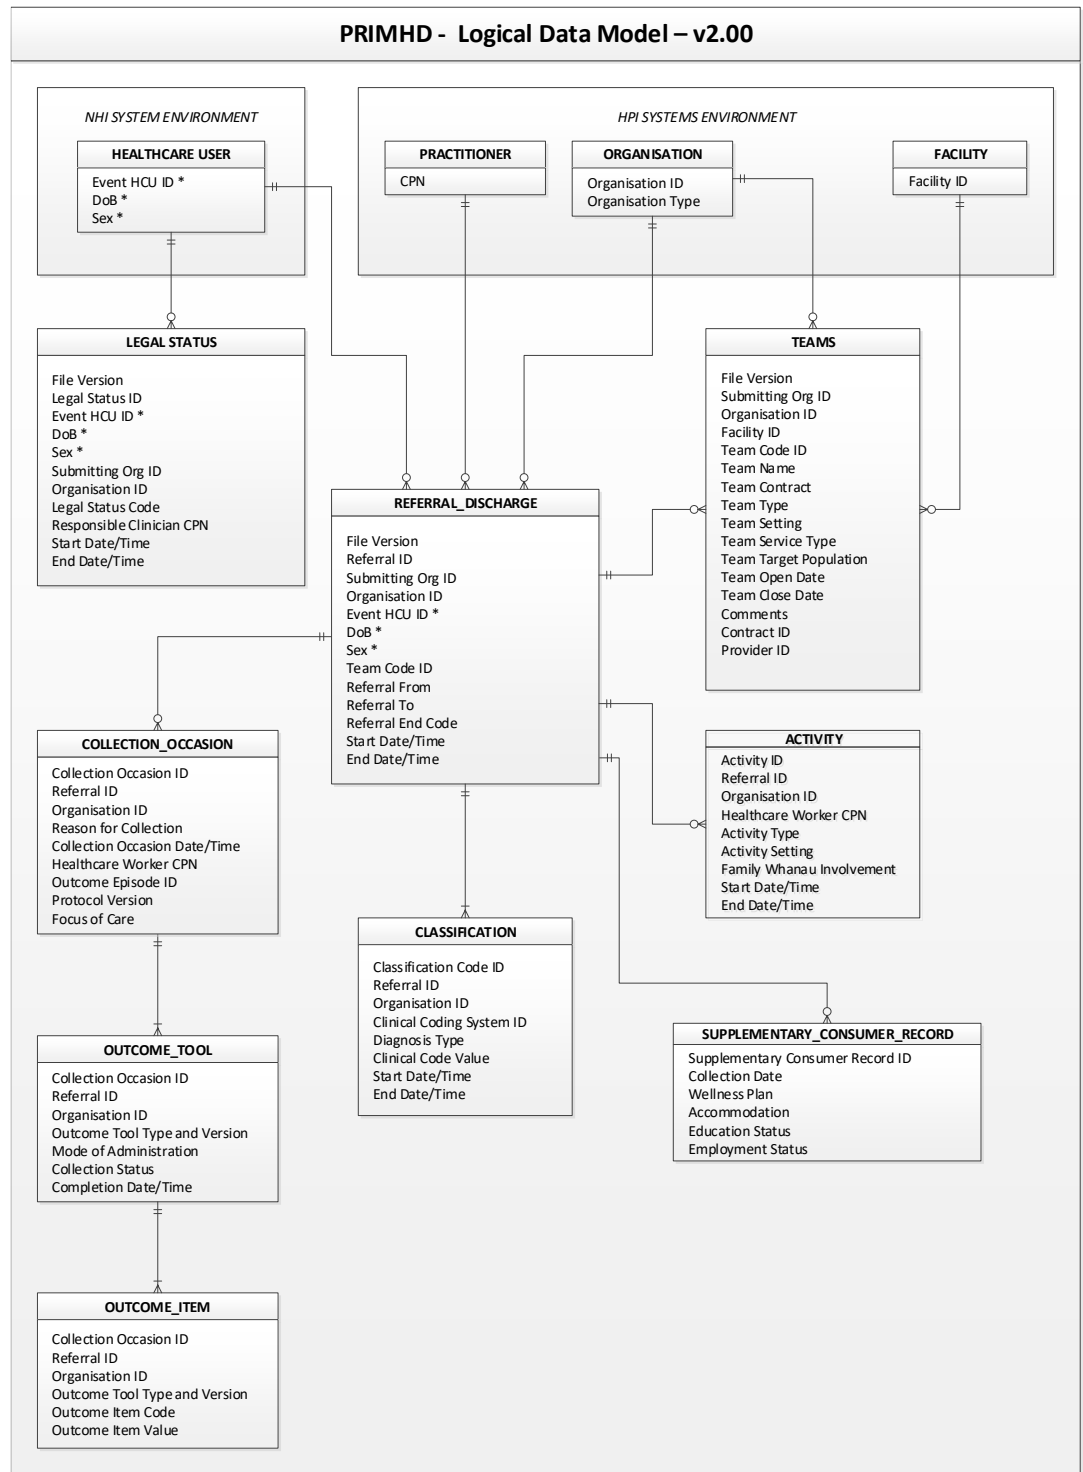 PRIMHD - Logical Data Model – v2.00
NHI SYSTEM ENVIRONMENT
HEALTHCARE USER
Event HCU ID *
DoB *
Sex *
HPI SYSTEMS ENVIRONMENT
PRACTITIONER
CPN
ORGANISATION
Organisation ID
Organisation Type
FACILITY
Facility ID
LEGAL STATUS
File Version
Legal Status ID
Event HCU ID *
DoB *
Sex *
Submitting Org ID
Organisation ID
Legal Status Code
Responsible Clinician CPN
Start Date/Time
End Date/Time
TEAMS
File Version
Submitting Org ID
Organisation ID
Facility ID
Team Code ID
Team Name
Team Contract
Team Type
Team Setting
Team Service Type
Team Target Population
Team Open Date
Team Close Date
Comments
Contract ID
Provider ID
REFERRAL_DISCHARGE
File Version
Referral ID
Submitting Org ID
Organisation ID
Event HCU ID *
DoB *
Sex *
Team Code ID
Referral From
Referral To
Referral End Code
Start Date/Time
End Date/Time
COLLECTION_OCCASION
Collection Occasion ID
Referral ID
Organisation ID
Reason for Collection
Collection Occasion Date/Time
Healthcare Worker CPN
Outcome Episode ID
Protocol Version
Focus of Care
ACTIVITY
Activity ID
Referral ID
Organisation ID
Healthcare Worker CPN
Activity Type
Activity Setting
Family Whanau Involvement
Start Date/Time
End Date/Time
CLASSIFICATION
Classification Code ID
Referral ID
Organisation ID
Clinical Coding System ID
Diagnosis Type
Clinical Code Value
Start Date/Time
End Date/Time
SUPPLEMENTARY_CONSUMER_RECORD
Supplementary Consumer Record ID
Collection Date
Wellness Plan
Accommodation
Education Status
Employment Status
OUTCOME_TOOL
Collection Occasion ID
Referral ID
Organisation ID
Outcome Tool Type and Version
Mode of Administration
Collection Status
Completion Date/Time
OUTCOME_ITEM
Collection Occasion ID
Referral ID
Organisation ID
Outcome Tool Type and Version
Outcome Item Code
Outcome Item Value